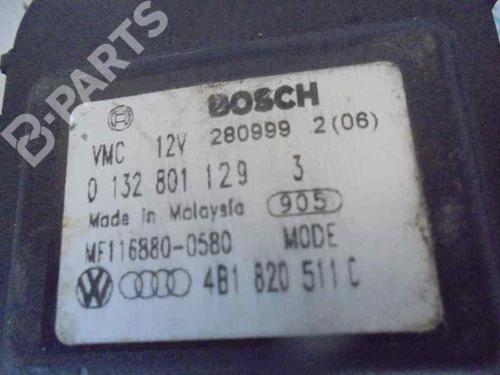 B-PARTS
BOSCH
VMC 12V 280999 2(06)
0 132 801 129 3
Made in Malaysia 905
MF116880-0580 MODE
4B1 820 511 C